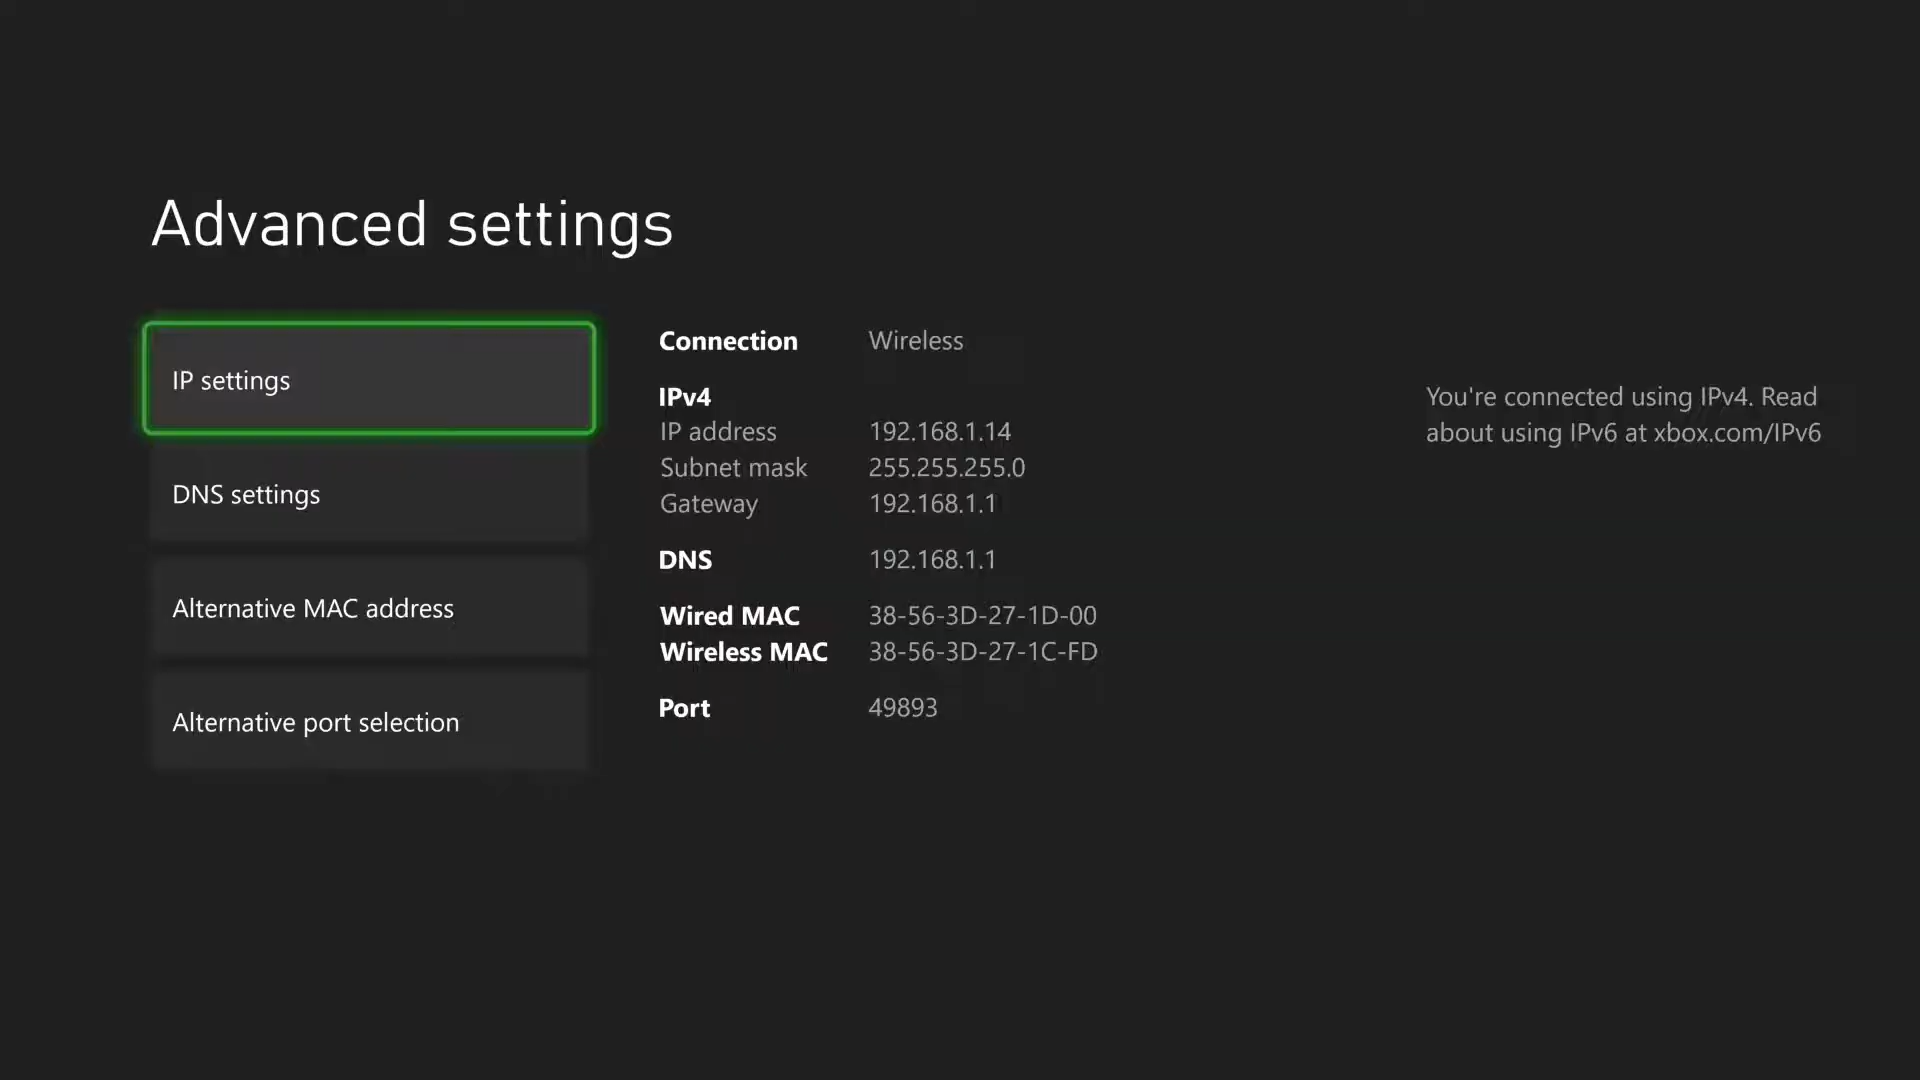 Advanced settings
IP settings
DNS settings
Alternative MAC address
Alternative port selection
Connection Wireless
IPv4
IP address 192.168.1.14
Subnet mask 255.255.255.0
Gateway 192.168.1.1
DNS 192.168.1.1
Wired MAC 38-56-3D-27-1D-00
Wireless MAC 38-56-3D-27-1C-FD
Port 49893
You're connected using IPv4. Read
about using IPv6 at xbox.com/IPv6